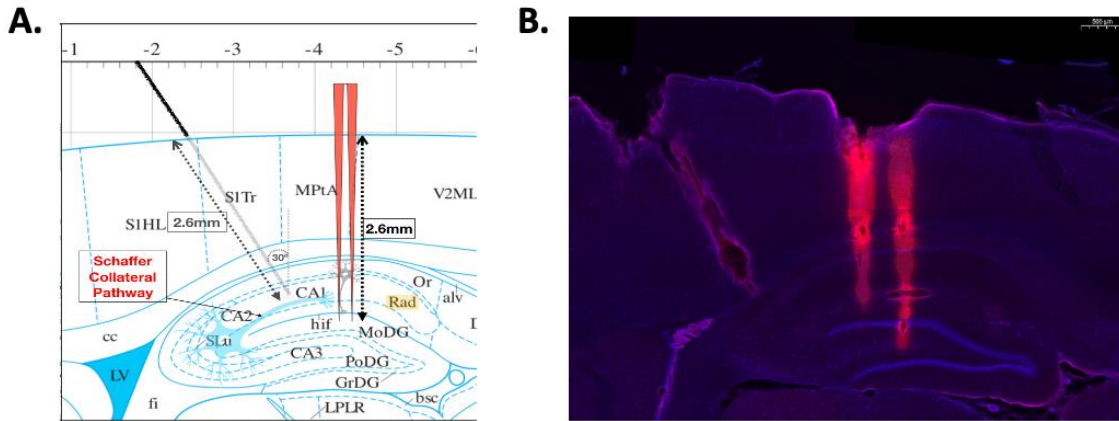 A.
B.
-1 -2 -3 -4 -5 -6
500 µm
S1HL
S1Tr
MPtA
V2ML
2.6mm
2.6mm
30°
Schaffer
Collateral
Pathway
CA1
Or
alv
Rad
CA2
hif
MoDG
D
cc
SLu
CA3
PoDG
LV
GrDG
bsc
fi
LPLR